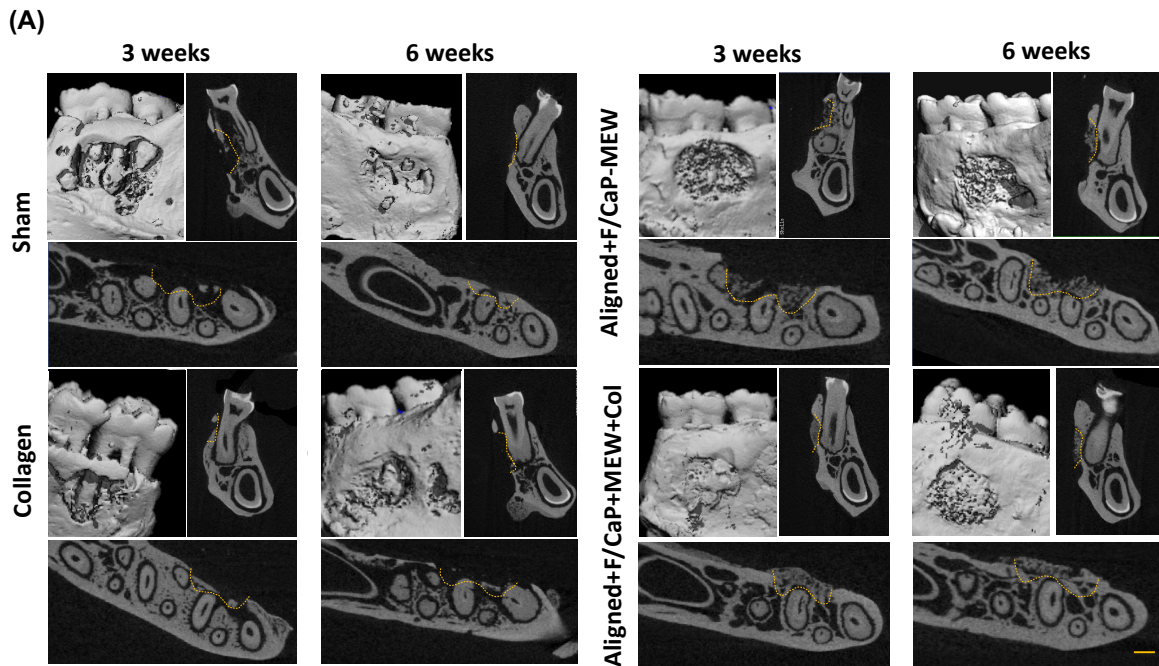 (A)
3 weeks
6 weeks
3 weeks
6 weeks
Sham
Aligned+F/CaP-MEW
Collagen
Aligned+F/CaP+MEW+Col